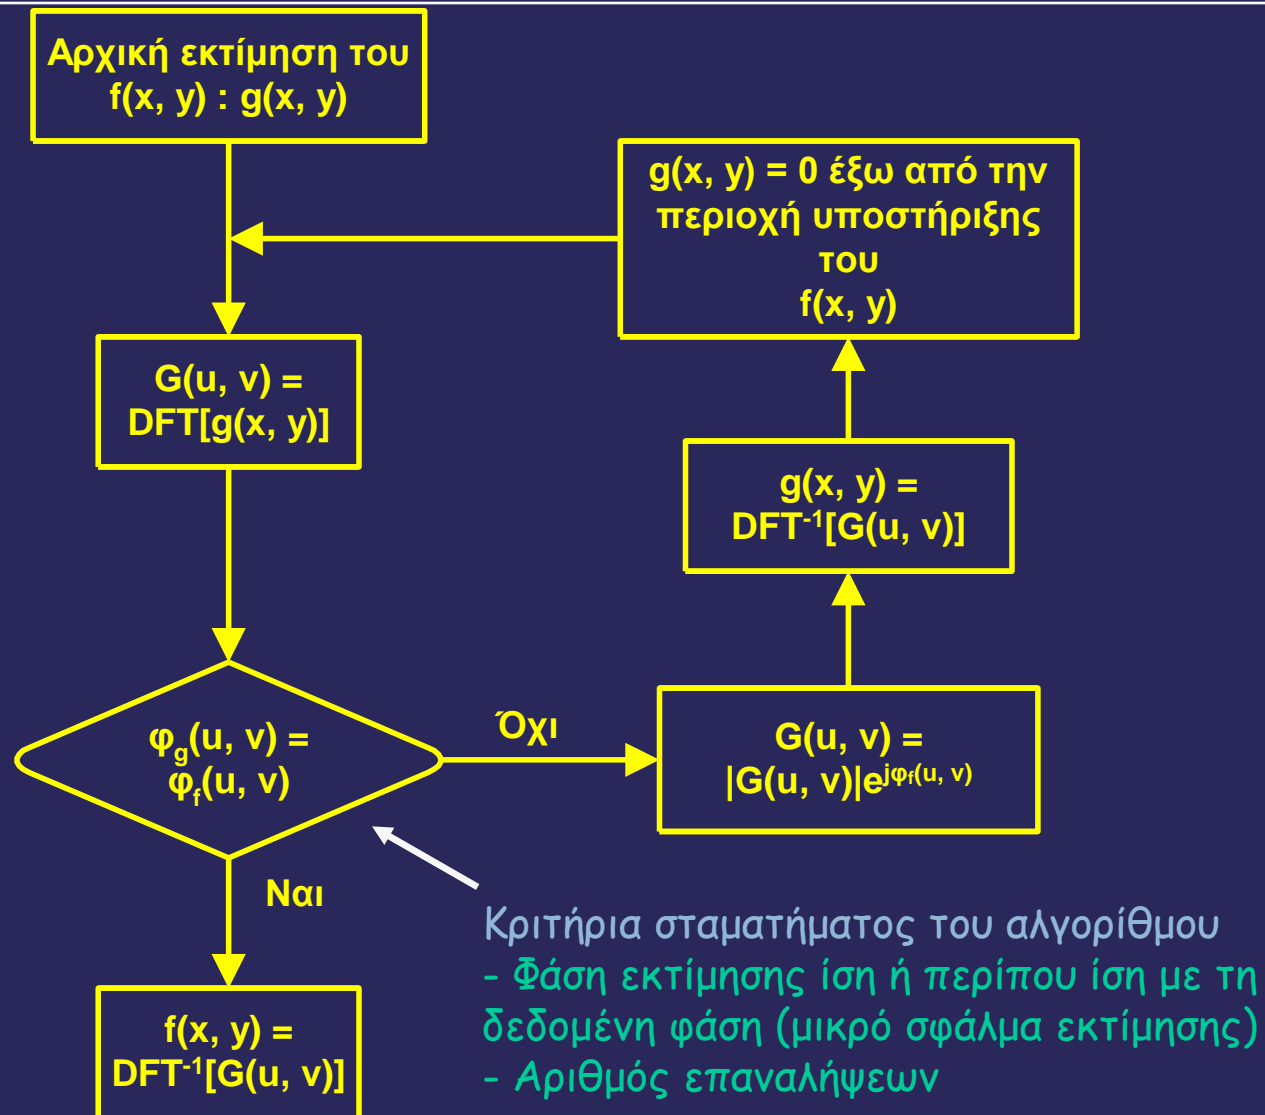 Αρχική εκτίμηση του
f(x, y) : g(x, y)
g(x, y) = 0 έξω από την
περιοχή υποστήριξης
του
f(x, y)
G(u, v) =
DFT[g(x, y)]
g(x, y) =
DFT⁻¹[G(u, v)]
φg(u, v) =
φf(u, v)
Όχι
G(u, v) =
|G(u, v)|e^jφf(u, v)
Ναι
Κριτήρια σταματήματος του αλγορίθμου
- Φάση εκτίμησης ίση ή περίπου ίση με τη
δεδομένη φάση (μικρό σφάλμα εκτίμησης)
- Αριθμός επαναλήψεων
f(x, y) =
DFT⁻¹[G(u, v)]